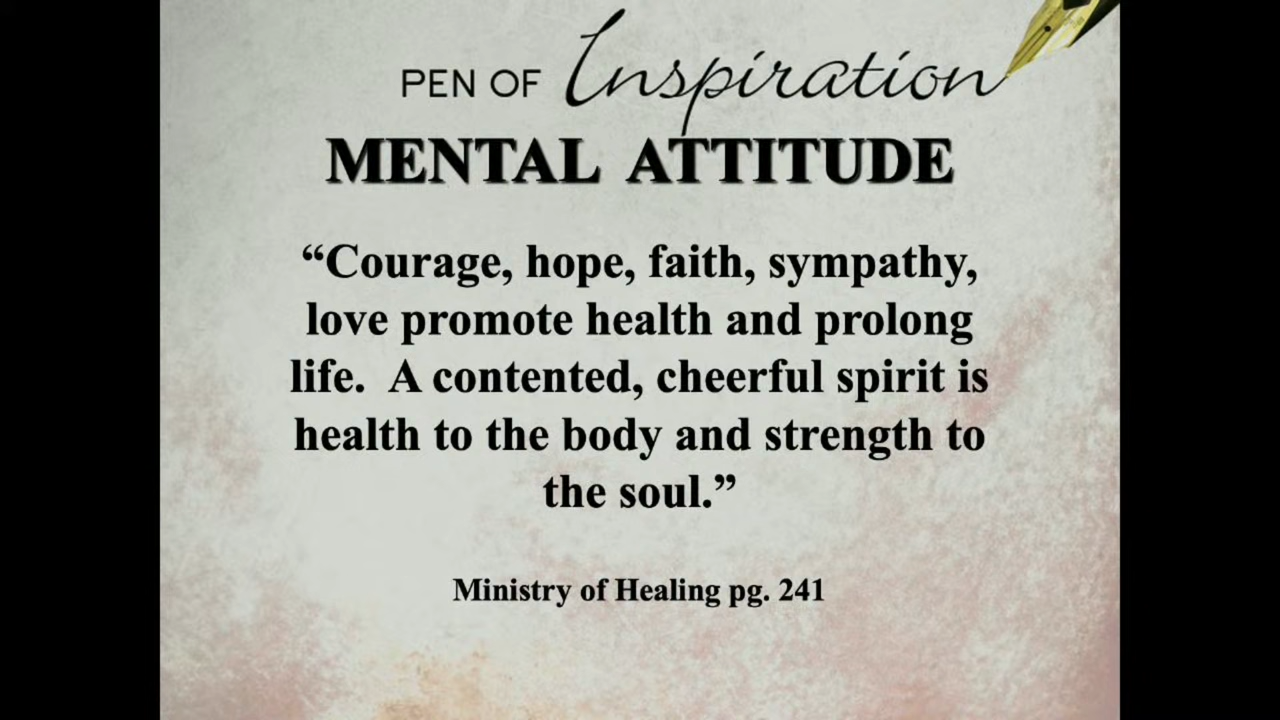 PEN OF Inspiration
MENTAL ATTITUDE
“Courage, hope, faith, sympathy,
love promote health and prolong
life.  A contented, cheerful spirit is
health to the body and strength to
the soul.”
Ministry of Healing pg. 241